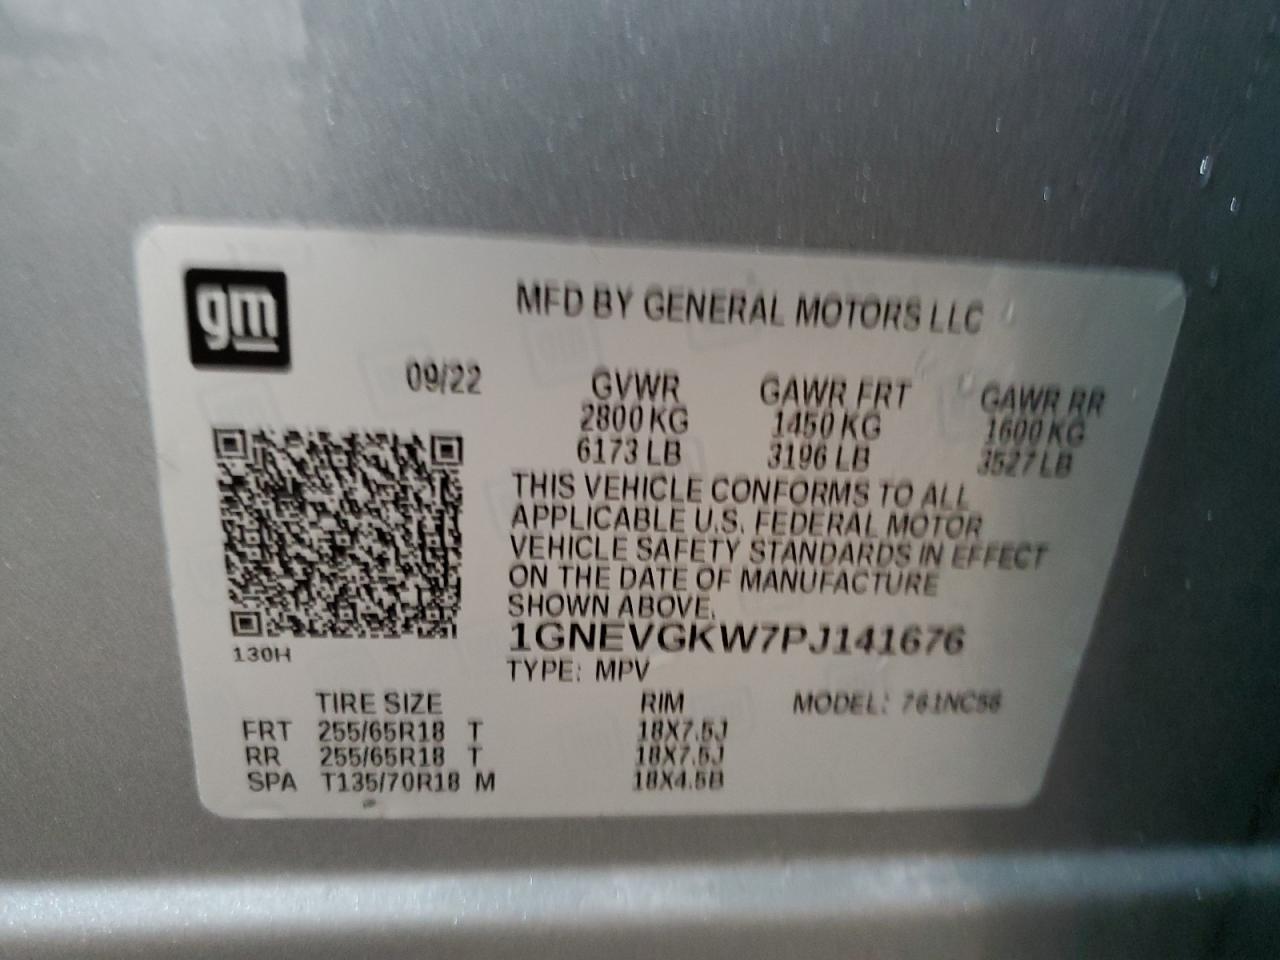 gm
MFD BY GENERAL MOTORS LLC
09/22
GVWR GAWR FRT GAWR RR
2800 KG 1450 KG 1600 KG
6173 LB 3196 LB 3527 LB
THIS VEHICLE CONFORMS TO ALL
APPLICABLE U.S. FEDERAL MOTOR
VEHICLE SAFETY STANDARDS IN EFFECT
ON THE DATE OF MANUFACTURE
SHOWN ABOVE.
1GNEVGKW7PJ141676
130H
TYPE: MPV
TIRE SIZE RIM MODEL: 761NC56
FRT 255/65R18 T 18X7.5J
RR 255/65R18 T 18X7.5J
SPA T135/70R18 M 18X4.5B